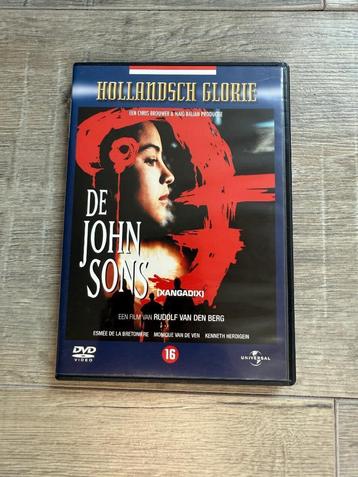 HOLLANDSCH GLORIE
EEN CHRIS BROUWER & HAIG BALIAN PRODUCTIE
DE
JOHN
SONS
(XANGADIX)
EEN FILM VAN RUDOLF VAN DEN BERG
ESMÉE DE LA BRETONIÈRE MONIQUE VAN DE VEN KENNETH HERDIGEIN
DVD
VIDEO
16
UNIVERSAL